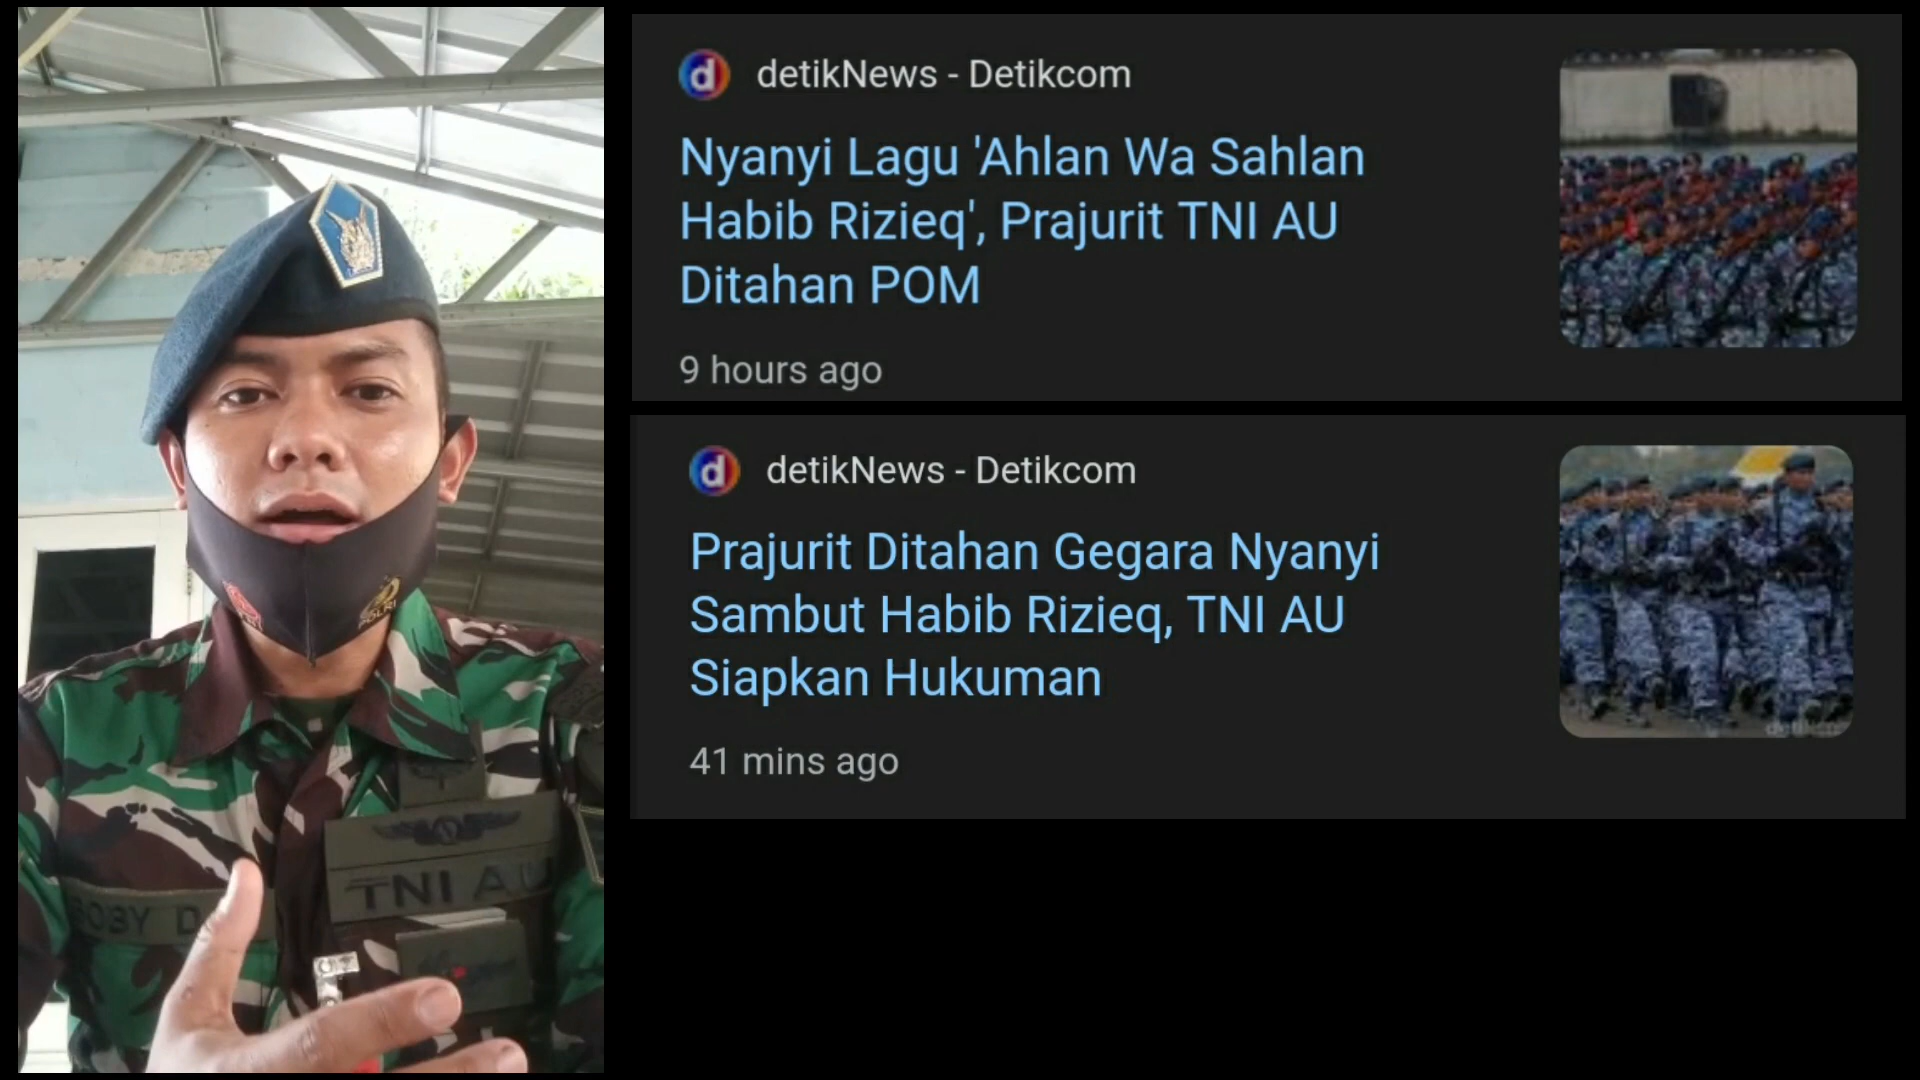 detikNews - Detikcom
Nyanyi Lagu 'Ahlan Wa Sahlan
Habib Rizieq', Prajurit TNI AU
Ditahan POM
9 hours ago
detikNews - Detikcom
Prajurit Ditahan Gegara Nyanyi
Sambut Habib Rizieq, TNI AU
Siapkan Hukuman
41 mins ago
POLRI
TNI AU